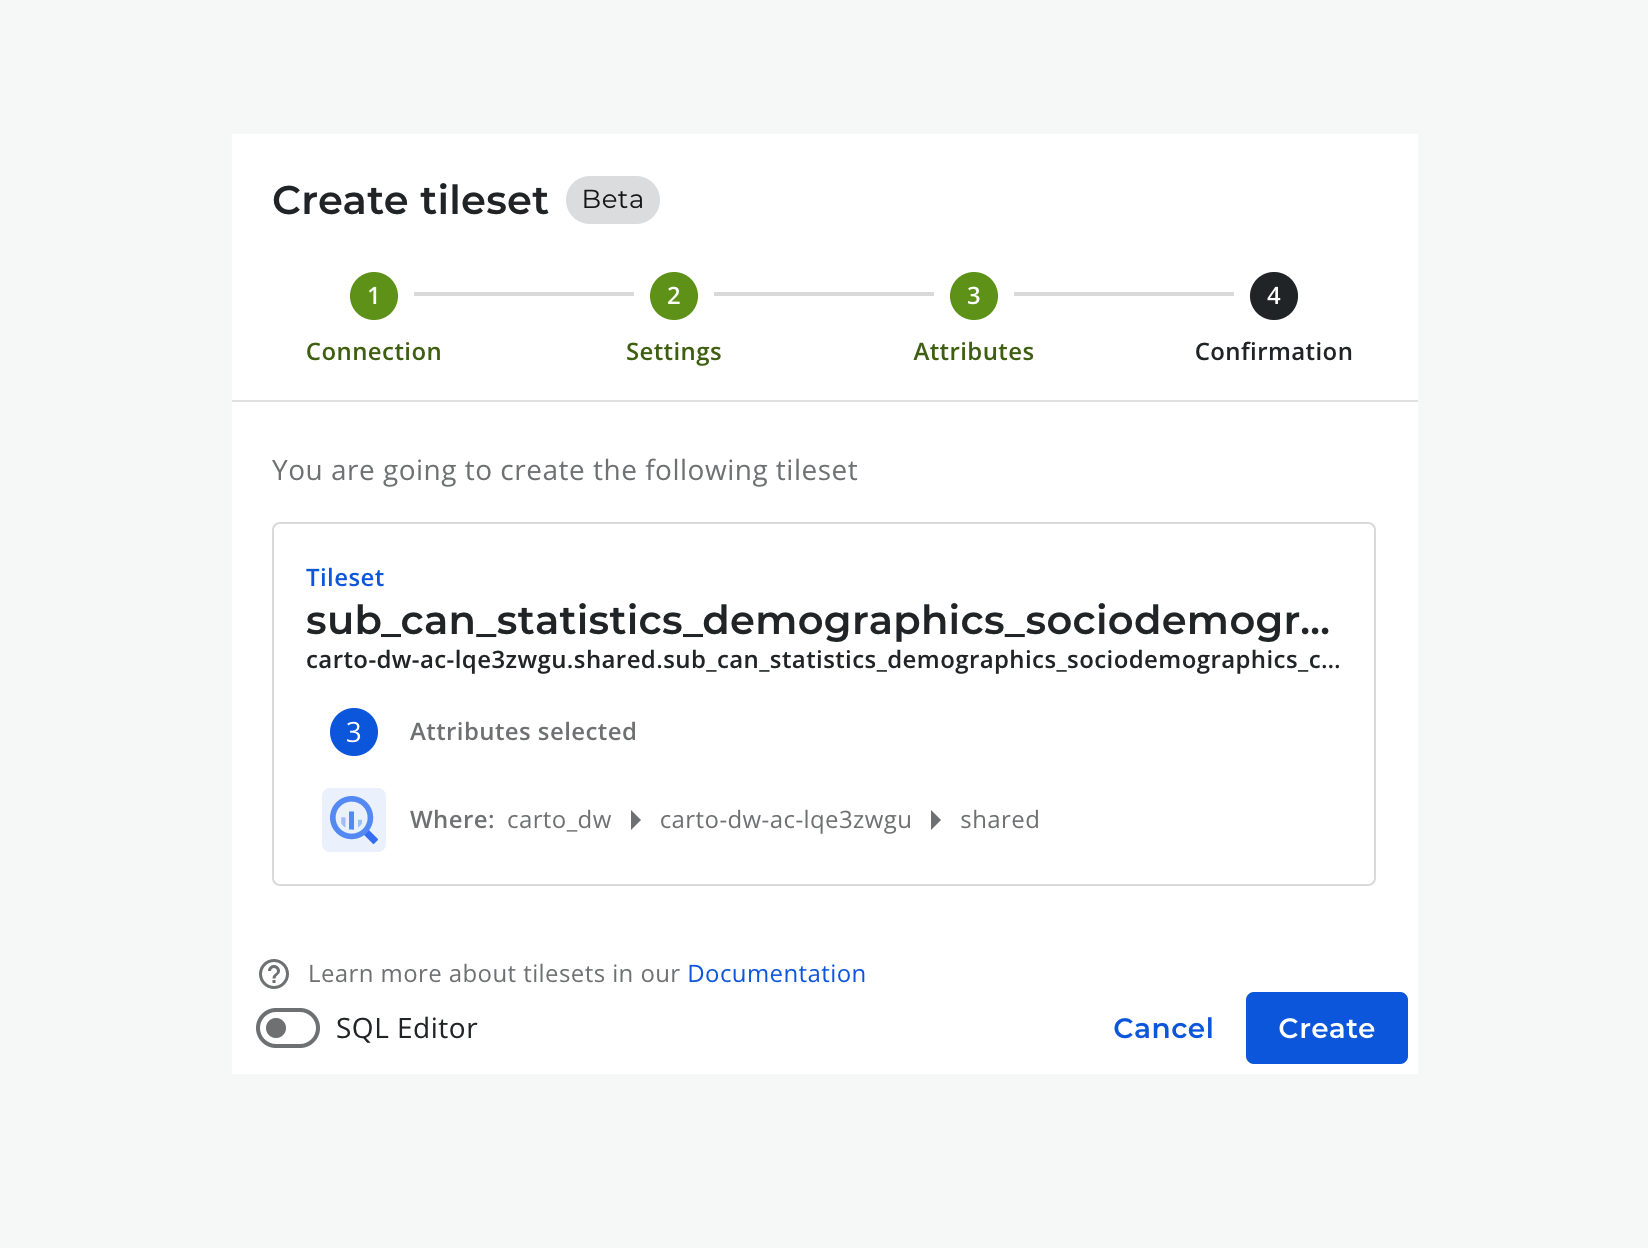 Create tileset Beta
1 2 3 4
Connection Settings Attributes Confirmation
You are going to create the following tileset
Tileset
sub_can_statistics_demographics_sociodemogr...
carto-dw-ac-lqe3zwgu.shared.sub_can_statistics_demographics_sociodemographics_c...
3 Attributes selected
Where: carto_dw carto-dw-ac-lqe3zwgu shared
? Learn more about tilesets in our Documentation
SQL Editor Cancel Create